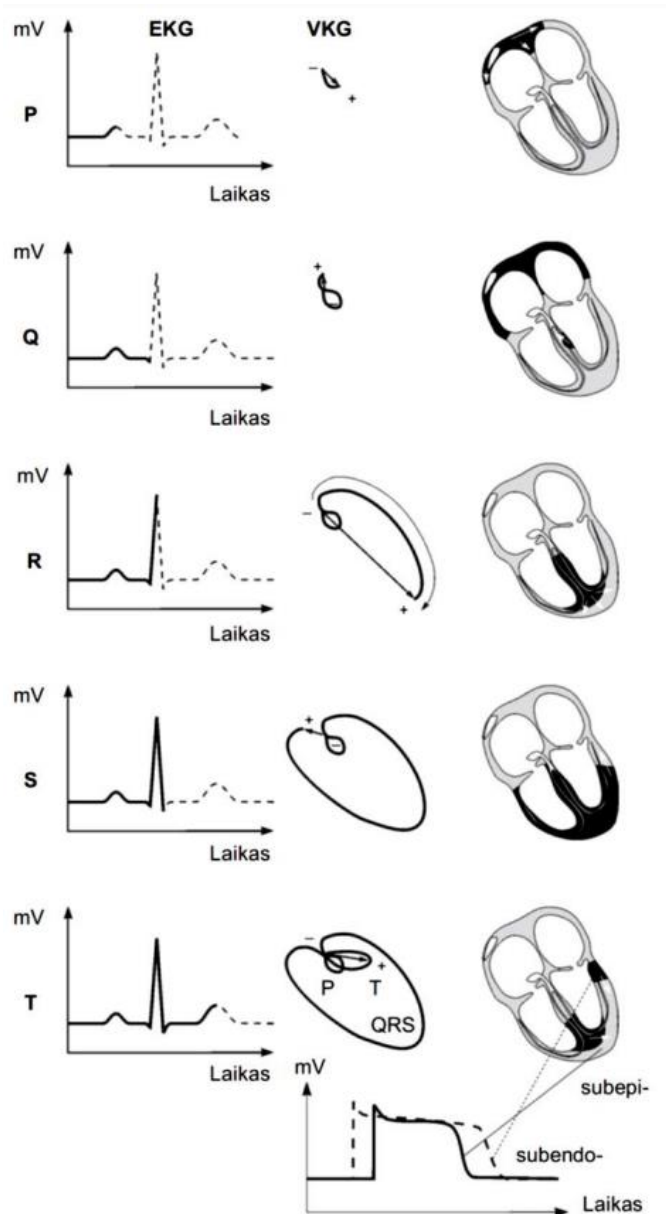 mV EKG VKG
P
– +
Laikas
mV
Q
+
–
Laikas
mV
R
–
+
Laikas
mV
S
+
–
Laikas
mV
T
–
+
P T
QRS
Laikas
mV
subepi-
subendo-
Laikas